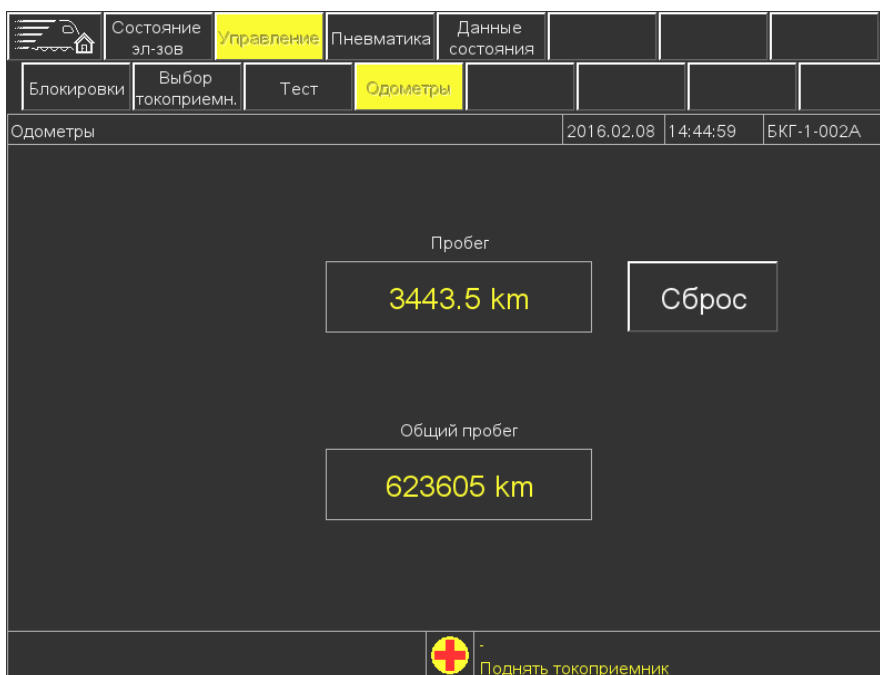 Состояние
эл-зов
Управление
Пневматика
Данные
состояния
Блокировки
Выбор
токоприемн.
Тест
Одометры
Одометры
2016.02.08
14:44:59
БКГ-1-002А
Пробег
3443.5 km
Сброс
Общий пробег
623605 km
-
Поднять токоприемник